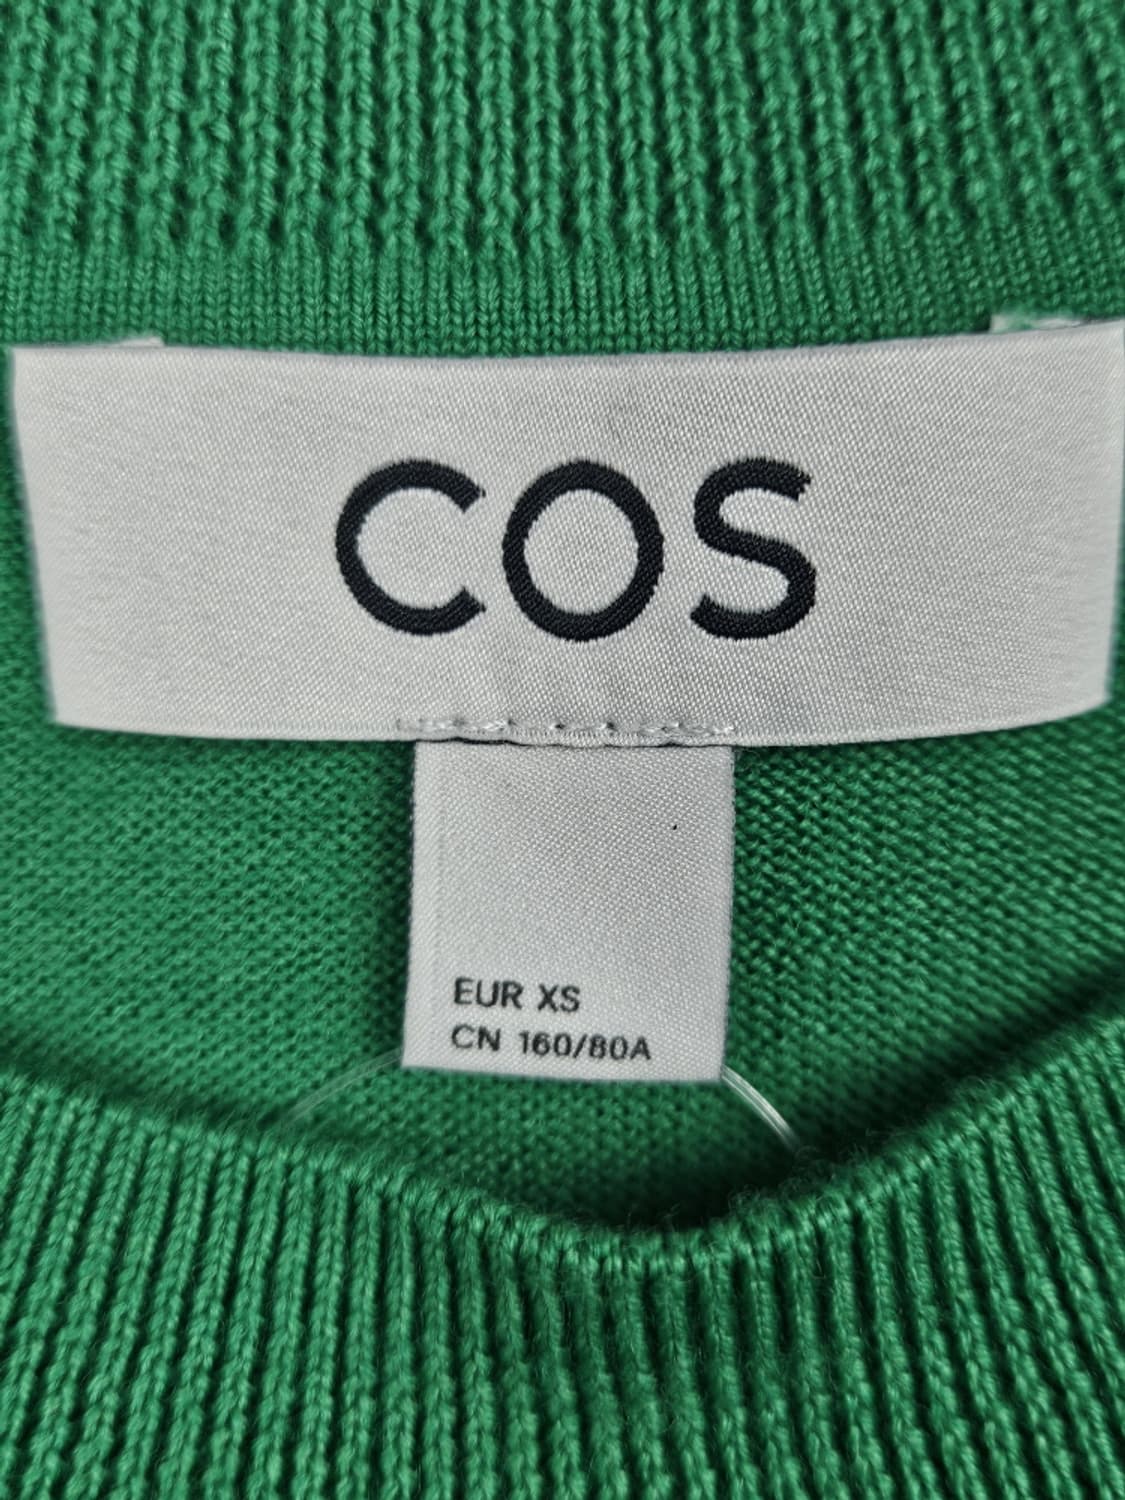 COS
EUR XS
CN 160/80A